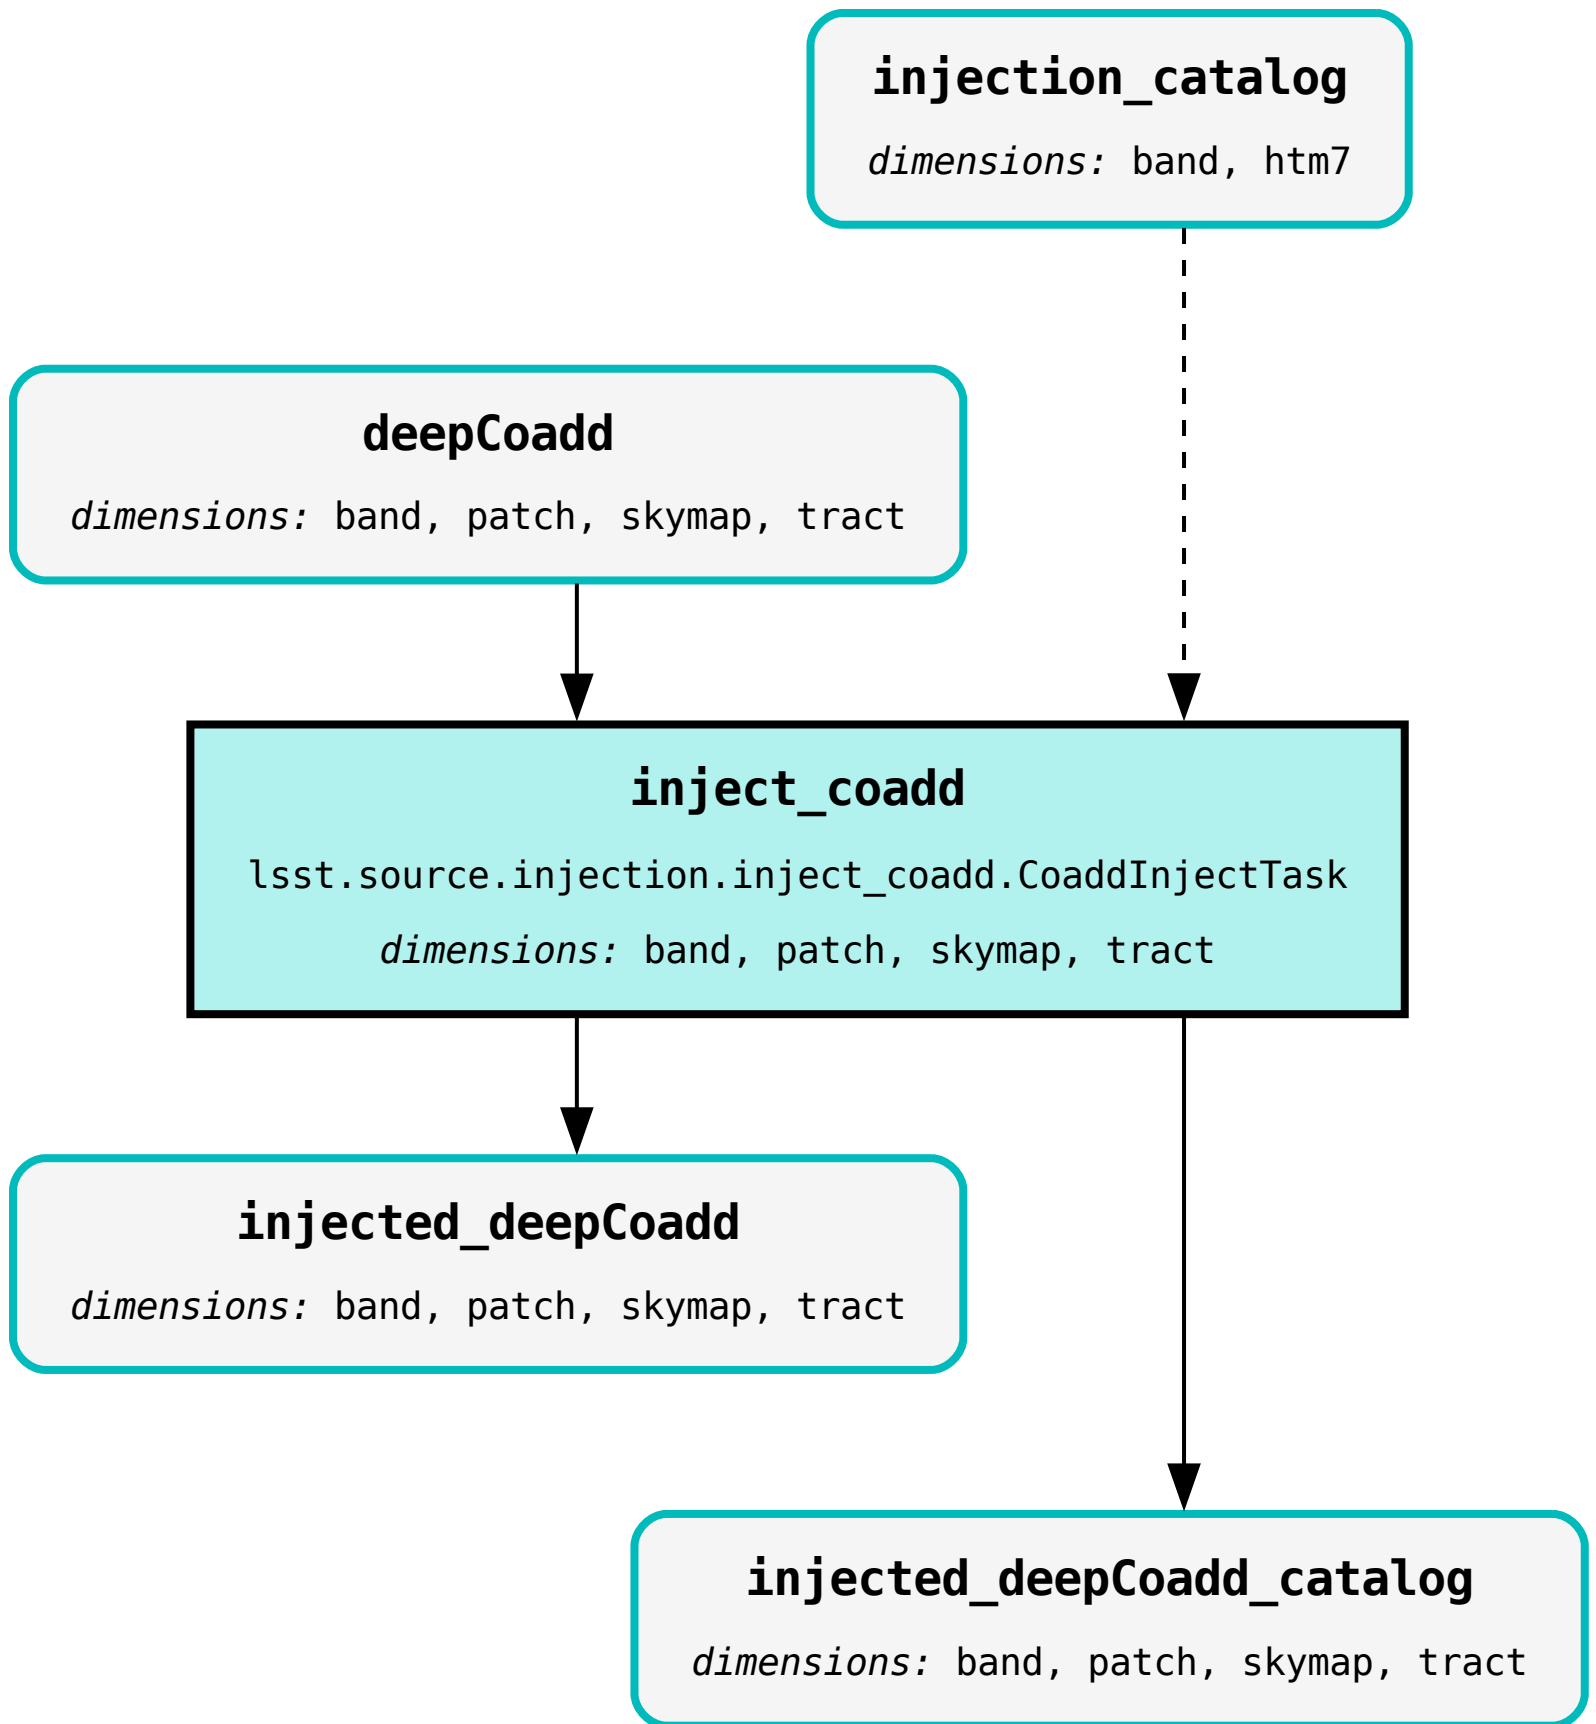 injection_catalog
dimensions: band, htm7
deepCoadd
dimensions: band, patch, skymap, tract
inject_coadd
lsst.source.injection.inject_coadd.CoaddInjectTask
dimensions: band, patch, skymap, tract
injected_deepCoadd
dimensions: band, patch, skymap, tract
injected_deepCoadd_catalog
dimensions: band, patch, skymap, tract